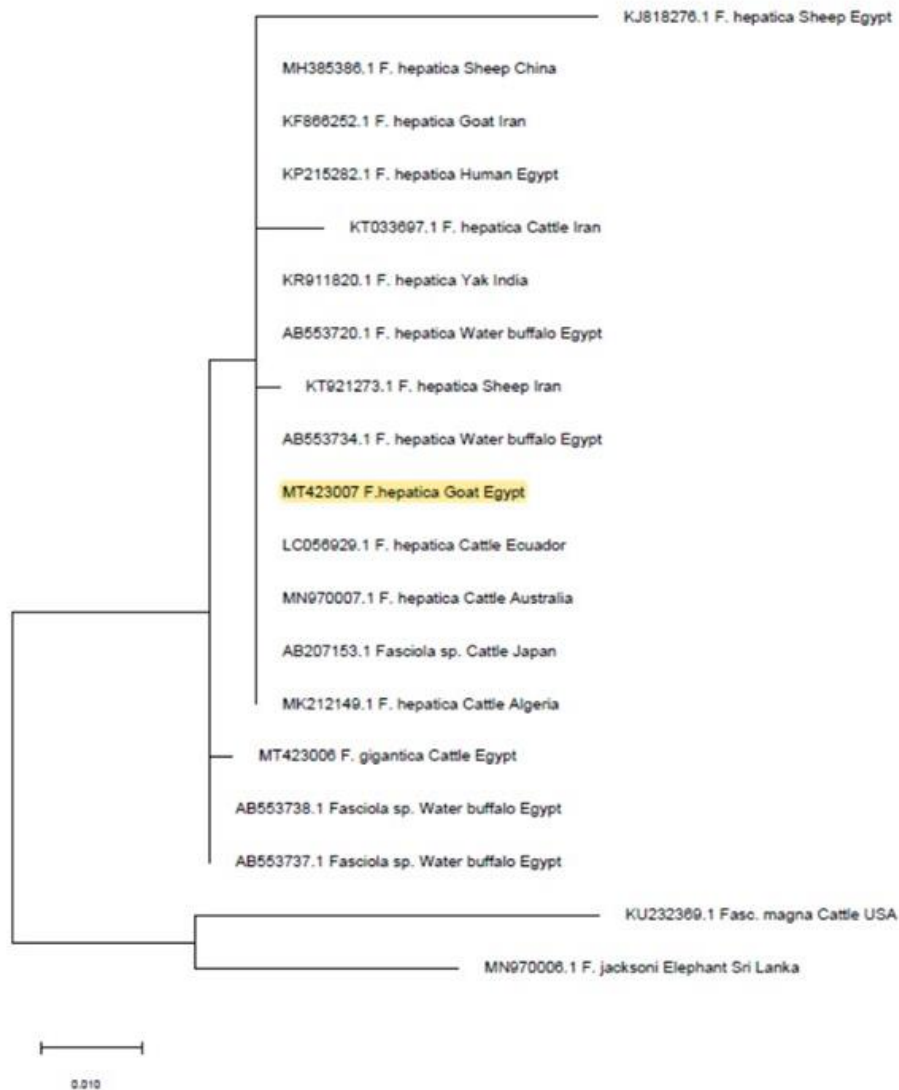 KJ818276.1 F. hepatica Sheep Egypt
MH385386.1 F. hepatica Sheep China
KF866252.1 F. hepatica Goat Iran
KP215282.1 F. hepatica Human Egypt
KT033697.1 F. hepatica Cattle Iran
KR911820.1 F. hepatica Yak India
AB553720.1 F. hepatica Water buffalo Egypt
KT921273.1 F. hepatica Sheep Iran
AB553734.1 F. hepatica Water buffalo Egypt
MT423007 F.hepatica Goat Egypt
LC056929.1 F. hepatica Cattle Ecuador
MN970007.1 F. hepatica Cattle Australia
AB207153.1 Fasciola sp. Cattle Japan
MK212149.1 F. hepatica Cattle Algeria
MT423006 F. gigantica Cattle Egypt
AB553738.1 Fasciola sp. Water buffalo Egypt
AB553737.1 Fasciola sp. Water buffalo Egypt
KU232369.1 Fasc. magna Cattle USA
MN970006.1 F. jacksoni Elephant Sri Lanka
0.010